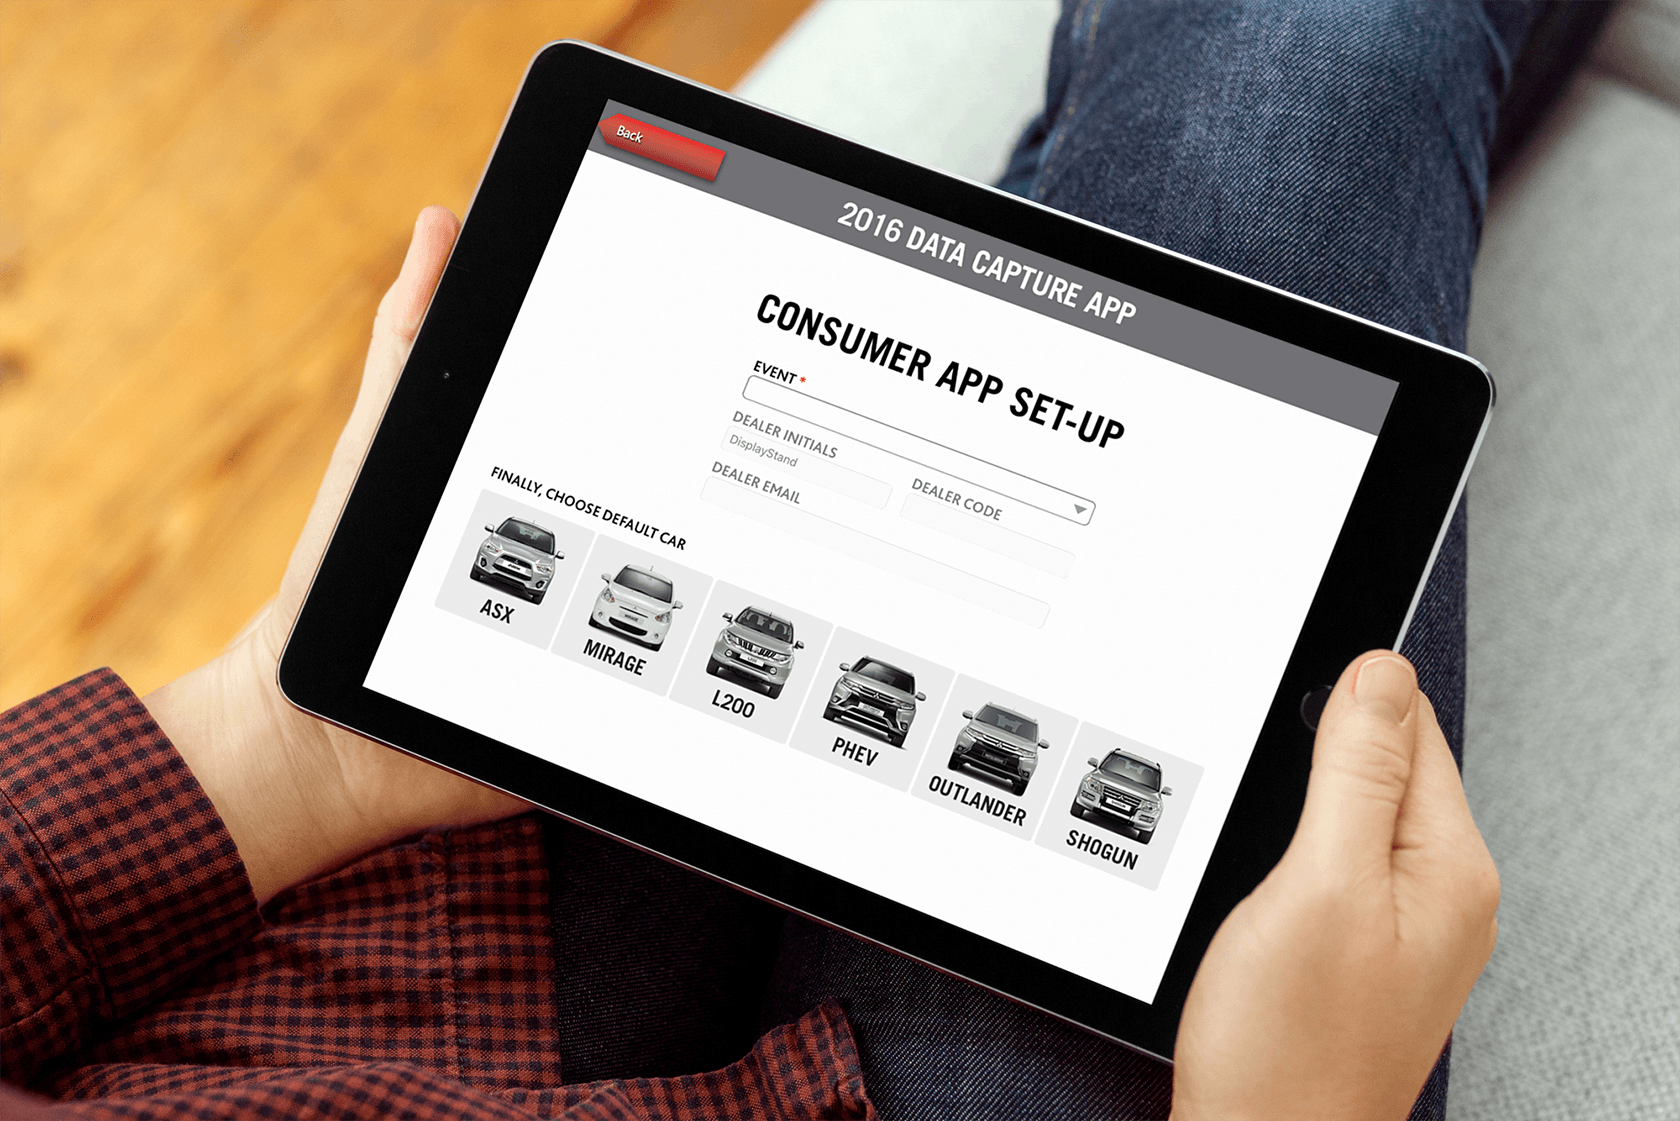 Back
2016 DATA CAPTURE APP
CONSUMER APP SET-UP
EVENT *
DEALER INITIALS
DisplayStand
DEALER CODE
DEALER EMAIL
FINALLY, CHOOSE DEFAULT CAR
ASX
MIRAGE
L200
PHEV
OUTLANDER
SHOGUN